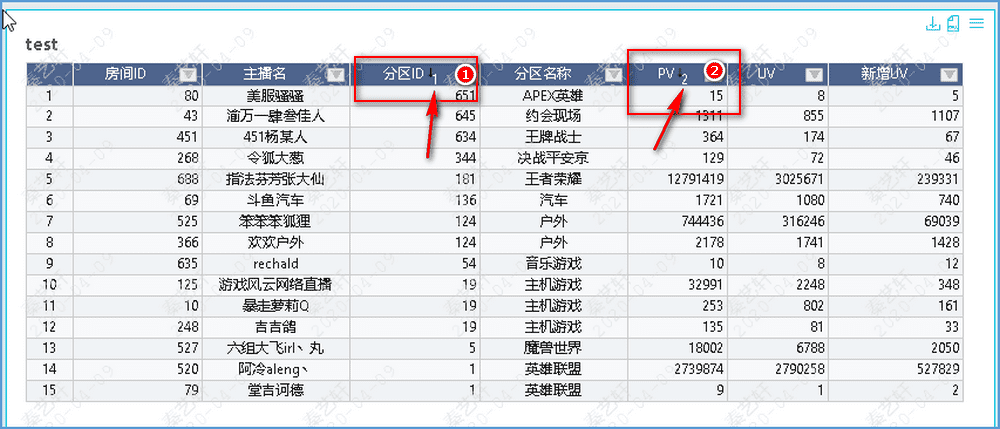 test
房间ID 主播名 分区ID 1 分区名称 PV 2 UV 新增UV
1 80 美服骚骚 651 APEX英雄 15 8 5
2 43 渝万一肆叁佳人 645 约会现场 1311 855 1107
3 451 451杨某人 634 王牌战士 364 174 67
4 268 令狐大葱 344 决战平安京 129 72 46
5 688 指法芬芳张大仙 181 王者荣耀 12791419 3025671 239331
6 69 斗鱼汽车 136 汽车 1721 1080 740
7 525 笨笨笨狐狸 124 户外 744436 316246 69039
8 366 欢欢户外 124 户外 2178 1741 1428
9 635 rechald 54 音乐游戏 10 8 12
10 125 游戏风云网络直播 19 主机游戏 32991 2248 348
11 10 暴走萝莉Q 19 主机游戏 253 802 161
12 248 吉吉鸽 19 主机游戏 135 81 33
13 527 六组大飞irl丶丸 5 魔兽世界 18002 6788 2050
14 520 阿冷aleng丶 1 英雄联盟 2739874 2790258 527829
15 79 堂吉诃德 1 英雄联盟 9 1 2
秦艺轩
2020-04-09